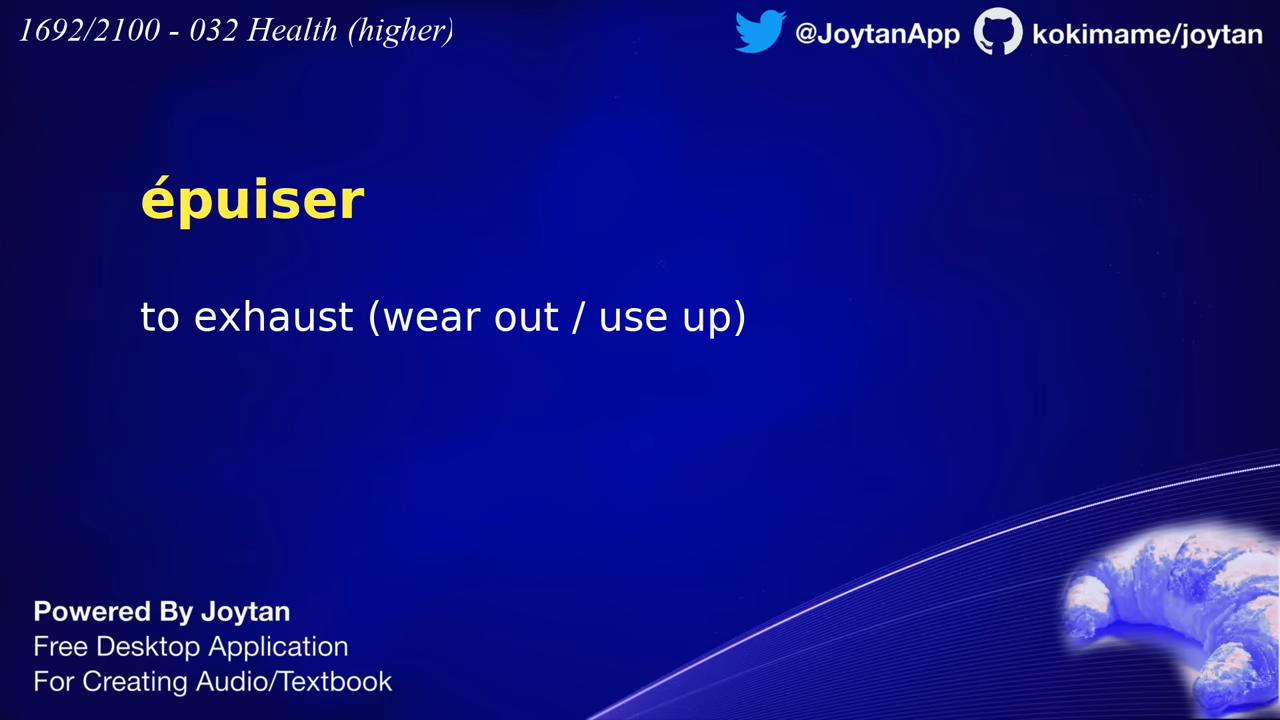 1692/2100 - 032 Health (higher)
@JoytanApp kokimame/joytan
épuiser
to exhaust (wear out / use up)
Powered By Joytan
Free Desktop Application
For Creating Audio/Textbook